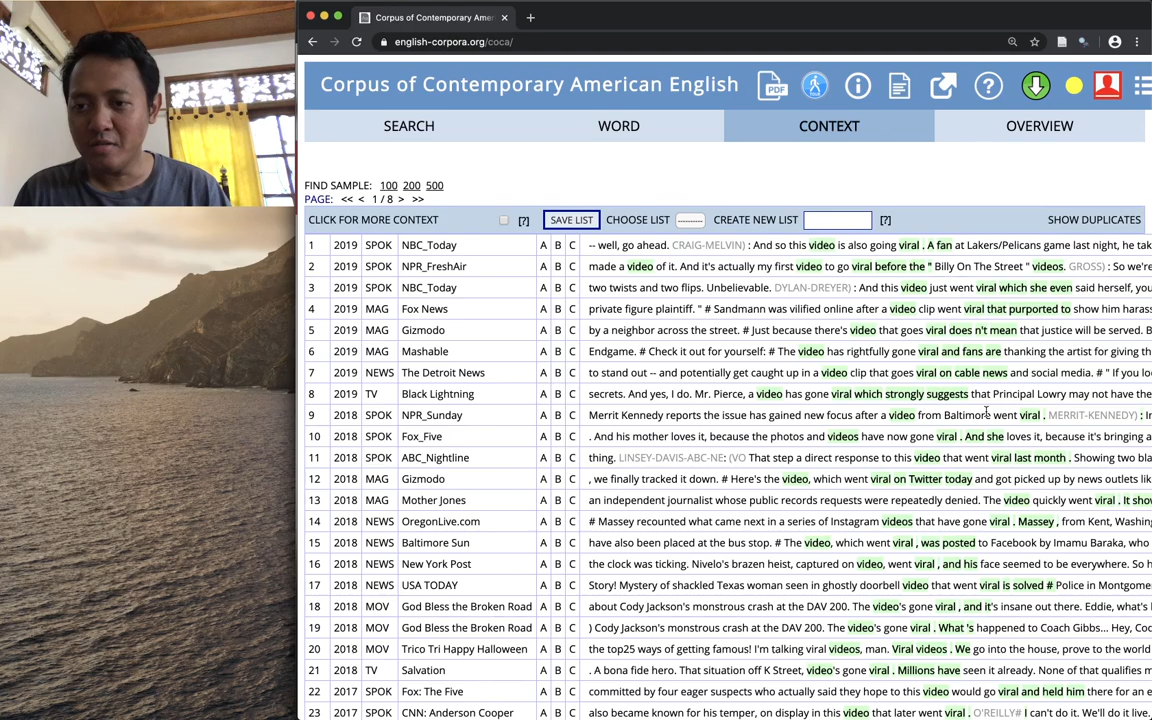 Corpus of Contemporary Ame
english-corpora.org/coca/
Corpus of Contemporary American English
PDF
SEARCH WORD CONTEXT OVERVIEW
FIND SAMPLE: 100 200 500
PAGE: << < 1 / 8 > >>
CLICK FOR MORE CONTEXT [?] SAVE LIST CHOOSE LIST ---------- CREATE NEW LIST [?] SHOW DUPLICATES
1 2019 SPOK NBC_Today A B C -- well, go ahead. CRAIG-MELVIN) : And so this video is also going viral . A fan at Lakers/Pelicans game last night, he tak
2 2019 SPOK NPR_FreshAir A B C made a video of it. And it's actually my first video to go viral before the " Billy On The Street " videos. GROSS) : So we're
3 2019 SPOK NBC_Today A B C two twists and two flips. Unbelievable. DYLAN-DREYER) : And this video just went viral which she even said herself, you
4 2019 MAG Fox News A B C private figure plaintiff. " # Sandmann was vilified online after a video clip went viral that purported to show him harass
5 2019 MAG Gizmodo A B C by a neighbor across the street. # Just because there's video that goes viral does n't mean that justice will be served. B
6 2019 MAG Mashable A B C Endgame. # Check it out for yourself: # The video has rightfully gone viral and fans are thanking the artist for giving th
7 2019 NEWS The Detroit News A B C to stand out -- and potentially get caught up in a video clip that goes viral on cable news and social media. # " If you lo
8 2019 TV Black Lightning A B C secrets. And yes, I do. Mr. Pierce, a video has gone viral which strongly suggests that Principal Lowry may not have the
9 2018 SPOK NPR_Sunday A B C Merrit Kennedy reports the issue has gained new focus after a video from Baltimore went viral . MERRIT-KENNEDY) : In
10 2018 SPOK Fox_Five A B C . And his mother loves it, because the photos and videos have now gone viral . And she loves it, because it's bringing a
11 2018 SPOK ABC_Nightline A B C thing. LINSEY-DAVIS-ABC-NE: (VO That step a direct response to this video that went viral last month . Showing two bla
12 2018 MAG Gizmodo A B C , we finally tracked it down. # Here's the video, which went viral on Twitter today and got picked up by news outlets like
13 2018 MAG Mother Jones A B C an independent journalist whose public records requests were repeatedly denied. The video quickly went viral . It show
14 2018 NEWS OregonLive.com A B C # Massey recounted what came next in a series of Instagram videos that have gone viral . Massey , from Kent, Washing
15 2018 NEWS Baltimore Sun A B C have also been placed at the bus stop. # The video, which went viral , was posted to Facebook by Imamu Baraka, who
16 2018 NEWS New York Post A B C the clock was ticking. Nivelo's brazen heist, captured on video, went viral , and his face seemed to be everywhere. So h
17 2018 NEWS USA TODAY A B C Story! Mystery of shackled Texas woman seen in ghostly doorbell video that went viral is solved # Police in Montgome
18 2018 MOV God Bless the Broken Road A B C about Cody Jackson's monstrous crash at the DAV 200. The video's gone viral , and it's insane out there. Eddie, what's l
19 2018 MOV God Bless the Broken Road A B C ) Cody Jackson's monstrous crash at the DAV 200. The video's gone viral . What 's happened to Coach Gibbs... Hey, Coc
20 2018 MOV Trico Tri Happy Halloween A B C the top25 ways of getting famous! I'm talking viral videos, man. Viral videos . We go into the house, prove to the world
21 2018 TV Salvation A B C . A bona fide hero. That situation off K Street, video's gone viral . Millions have seen it already. None of that qualifies m
22 2017 SPOK Fox: The Five A B C committed by four eager suspects who actually said they hope to this video would go viral and held him there for an e
23 2017 SPOK CNN: Anderson Cooper A B C also became known for his temper, on display in this video that later went viral . O'REILLY# I can't do it. We'll do it live.